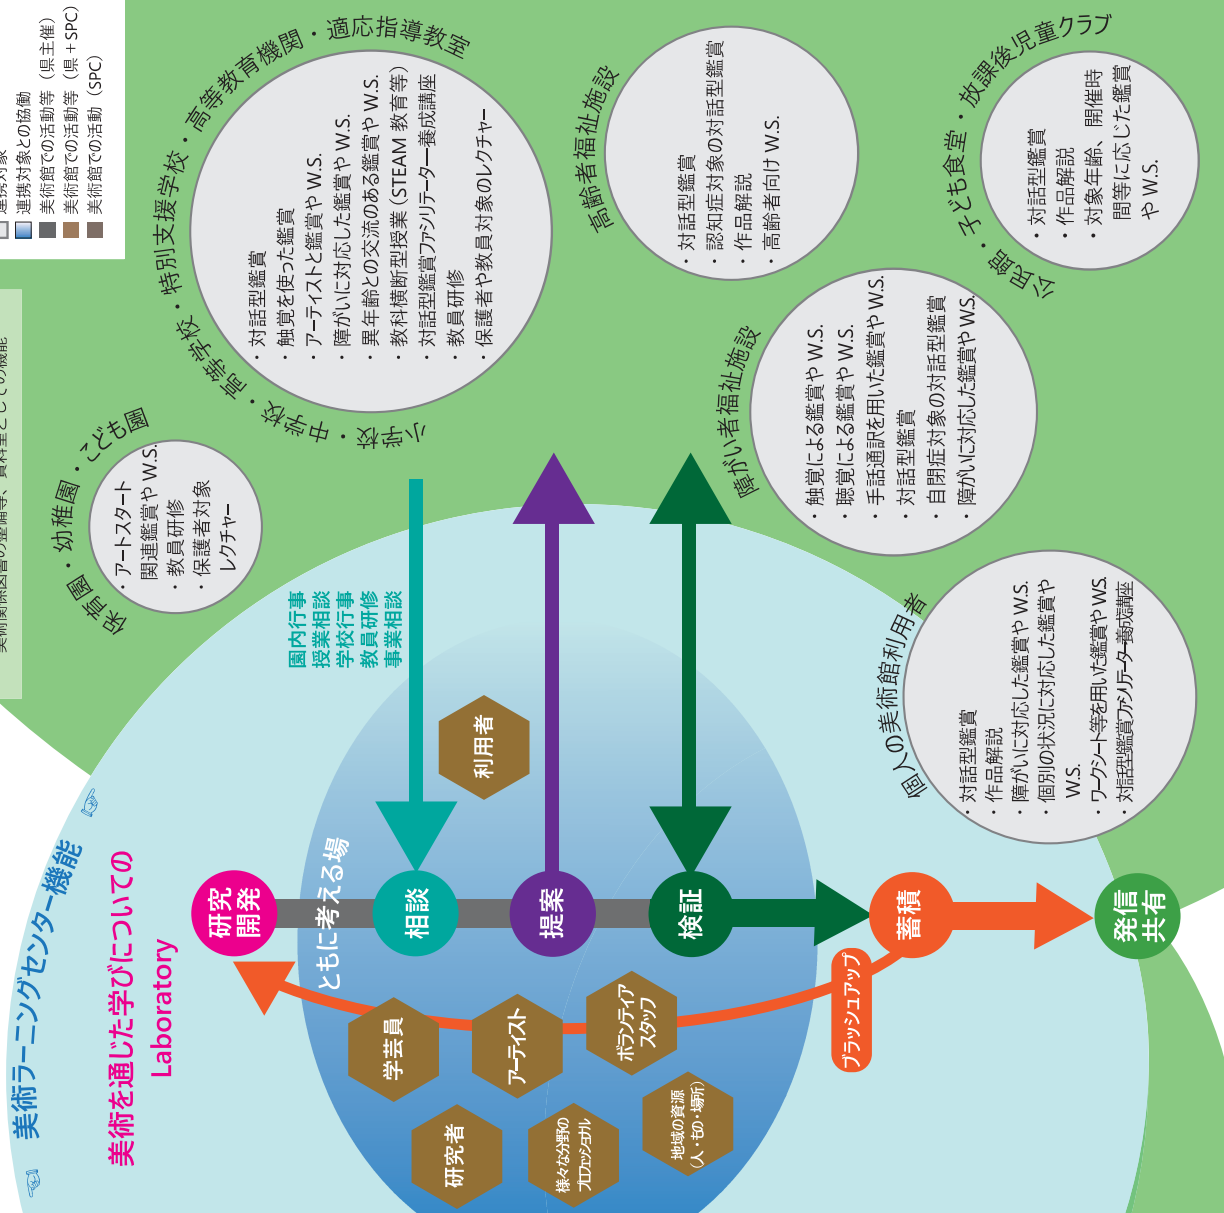 連携対象
連携対象との協働
美術館での活動等（県主催）
美術館での活動等（県＋SPC）
美術館での活動（SPC）
美術関係図書の整備等、資料室としての機能
美術ラーニングセンター機能
美術を通じた学びについての
Laboratory
保育園・幼稚園・こども園
・アートスタート
関連鑑賞や W.S.
・教員研修
・保護者対象
レクチャー
小学校・中学校・高等学校・特別支援学校・高等教育機関・適応指導教室
・対話型鑑賞
・触覚を使った鑑賞
・アーティストと鑑賞や W.S.
・障がいに対応した鑑賞や W.S.
・異年齢との交流のある鑑賞や W.S.
・教科横断型授業（STEAM 教育等）
・対話型鑑賞ファシリテーター養成講座
・教員研修
・保護者や教員対象のレクチャー
高齢者福祉施設
・対話型鑑賞
・認知症対象の対話型鑑賞
・作品解説
・高齢者向け W.S.
公民館・子ども食堂・放課後児童クラブ
・対話型鑑賞
・作品解説
・対象年齢、開催時
間等に応じた鑑賞
や W.S.
障がい者福祉施設
・触覚による鑑賞や W.S.
・聴覚による鑑賞や W.S.
・手話通訳を用いた鑑賞や W.S.
・対話型鑑賞
・自閉症対象の対話型鑑賞
・障がいに対応した鑑賞や W.S.
個人の美術館利用者
・対話型鑑賞
・作品解説
・障がいに対応した鑑賞や W.S.
・個別の状況に対応した鑑賞や
W.S.
・ワークシート等を用いた鑑賞や W.S.
・対話型鑑賞ファシリテーター養成講座
園内行事
授業相談
学校行事
教員研修
事業相談
研究
開発
ともに考える場
相談
提案
検証
蓄積
発信
共有
ブラッシュアップ
利用者
学芸員
アーティスト
ボランティア
スタッフ
研究者
様々な分野の
プロフェッショナル
地域の資源
（人・もの・場所）